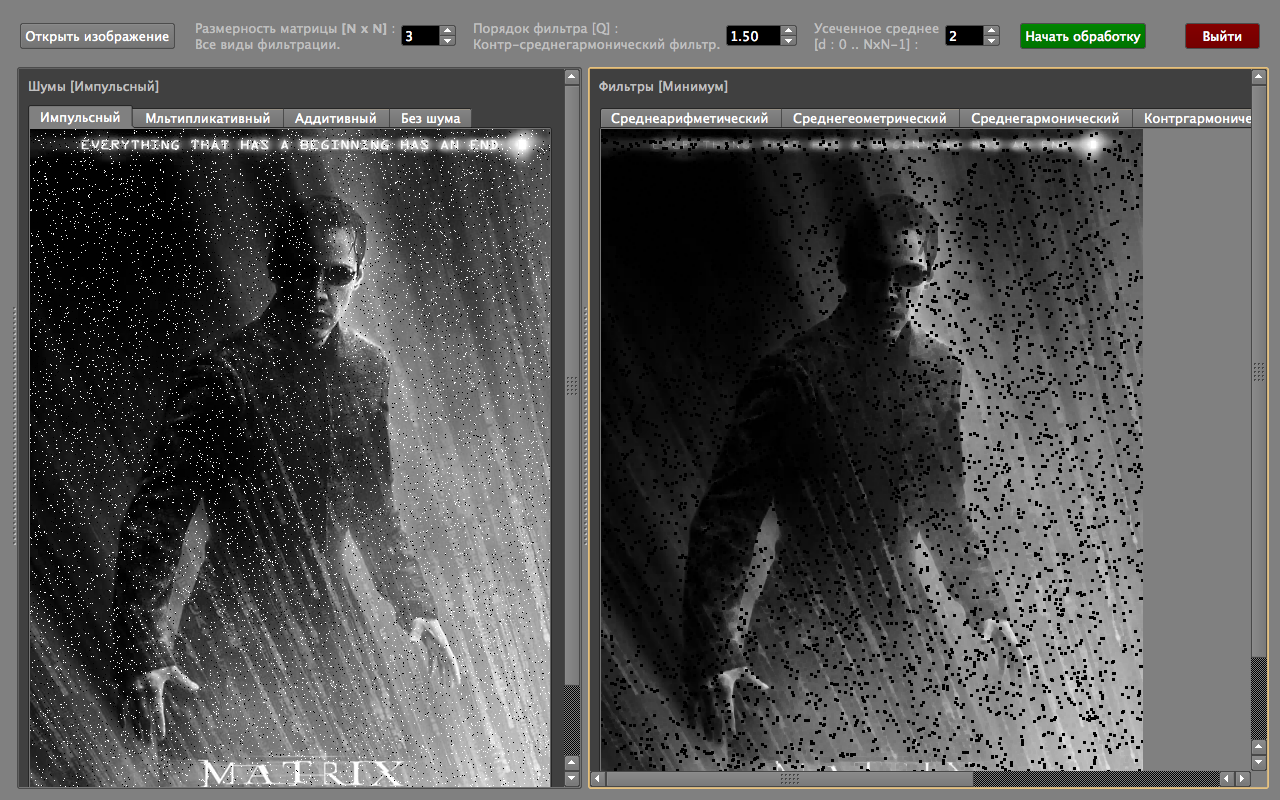 Открыть изображение
Размерность матрицы [N x N] :
Все виды фильтрации.
3
Порядок фильтра [Q] :
Контр-среднегармонический фильтр.
1.50
Усеченное среднее
[d : 0 .. NxN-1] :
2
Начать обработку
Выйти
Шумы [Импульсный]
Импульсный
Мльтипликативный
Аддитивный
Без шума
EVERYTHING THAT HAS A BEGINNING HAS AN END
MATRIX
Фильтры [Минимум]
Среднеарифметический
Среднегеометрический
Среднегармонический
Контргармониче